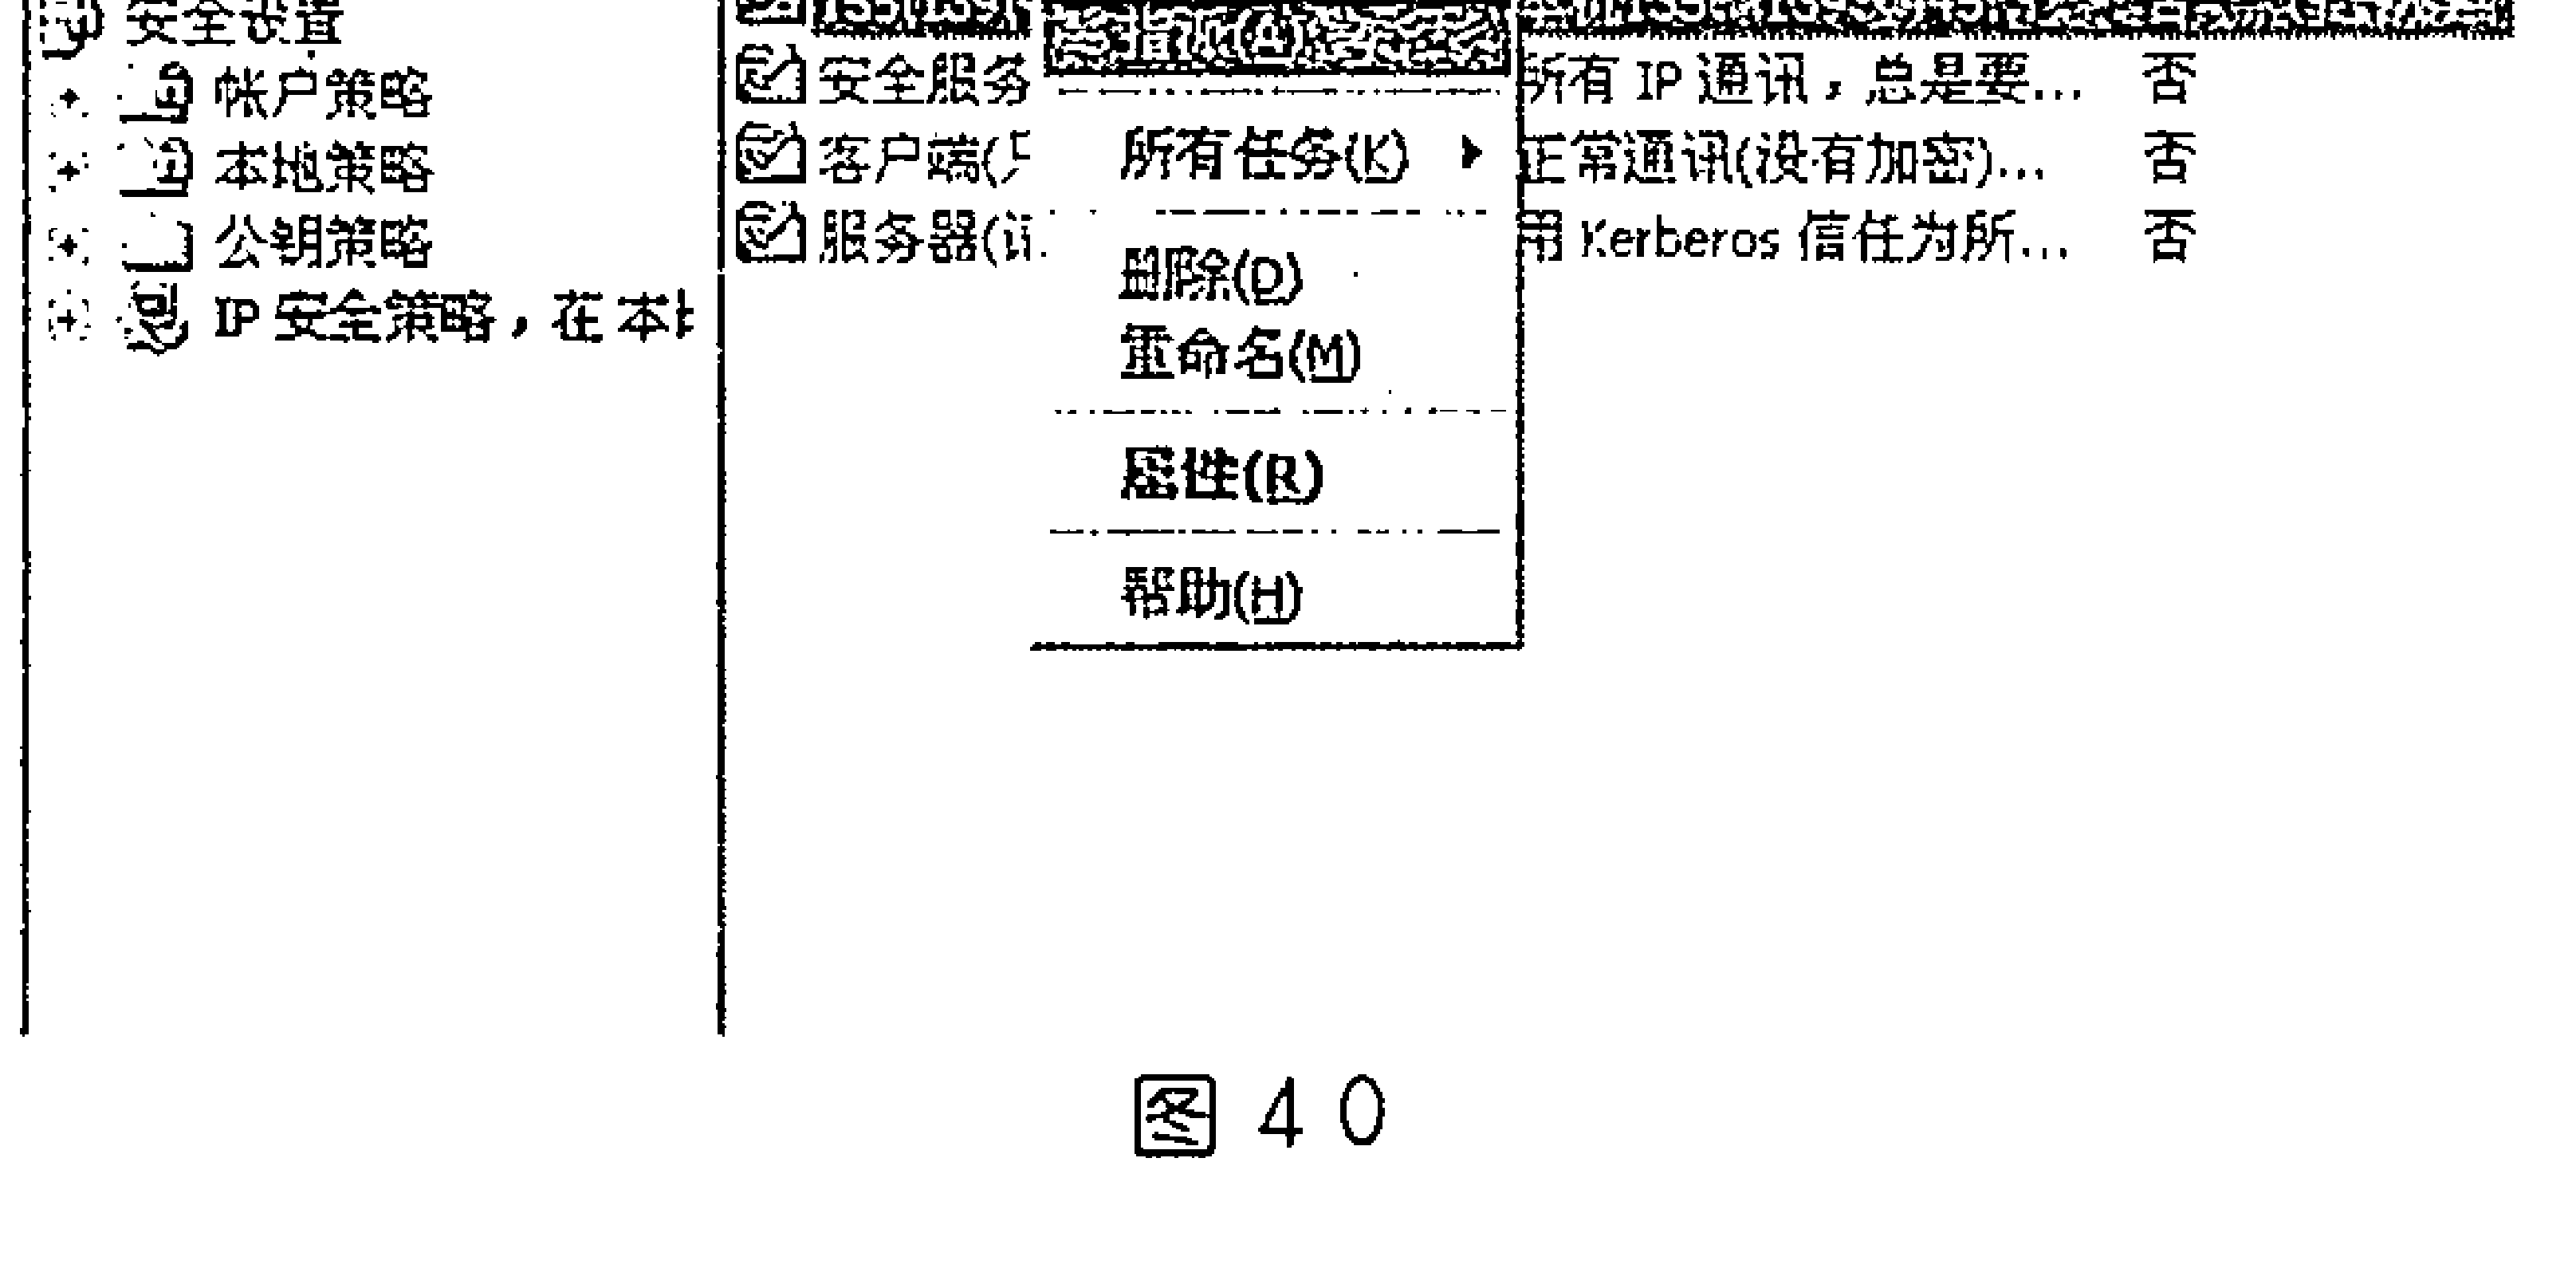 安全设置
帐户策略
本地策略
公钥策略
IP 安全策略，在 本
安全服务
客户端(
服务器(
指派(A)
所有任务(K)
删除(D)
重命名(M)
属性(R)
帮助(H)
所有 IP 通讯，总是要... 否
正常通讯(没有加密)... 否
用 Kerberos 信任为所... 否
图 40